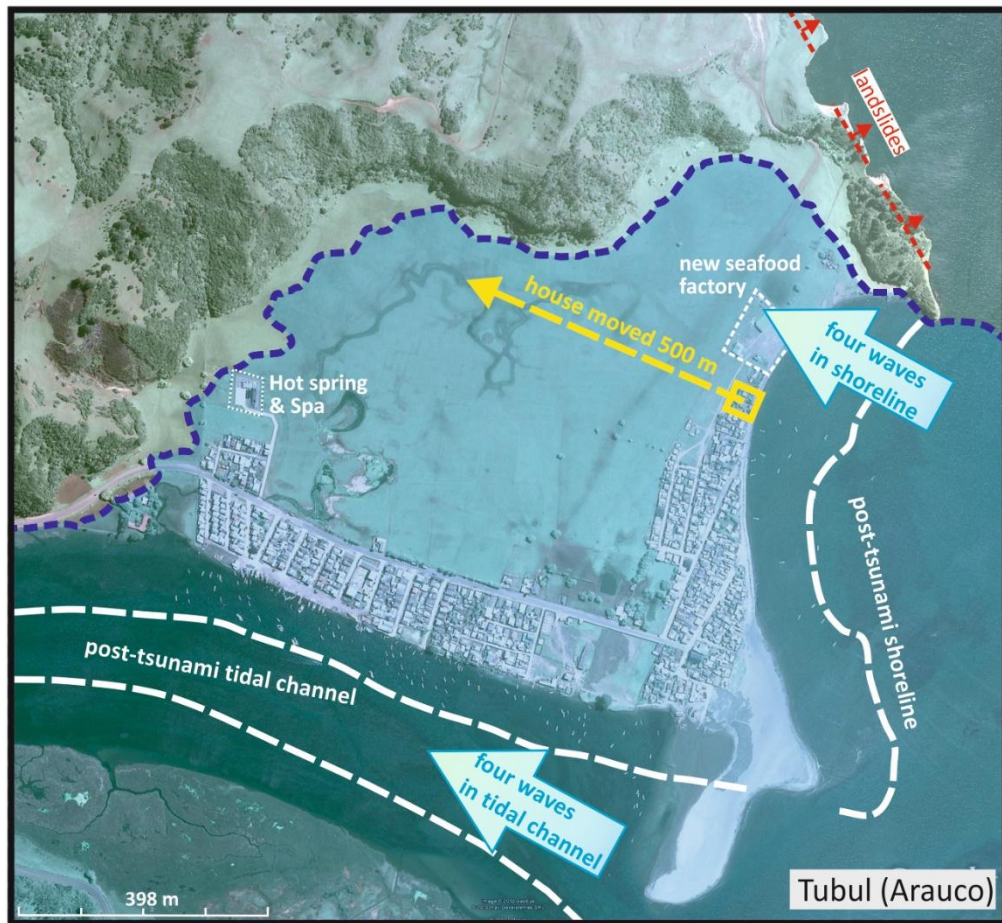 landslides
new seafood
factory
house moved 500 m
four waves
in shoreline
Hot spring
& Spa
post-tsunami shoreline
post-tsunami tidal channel
four waves
in tidal channel
398 m
Tubul (Arauco)